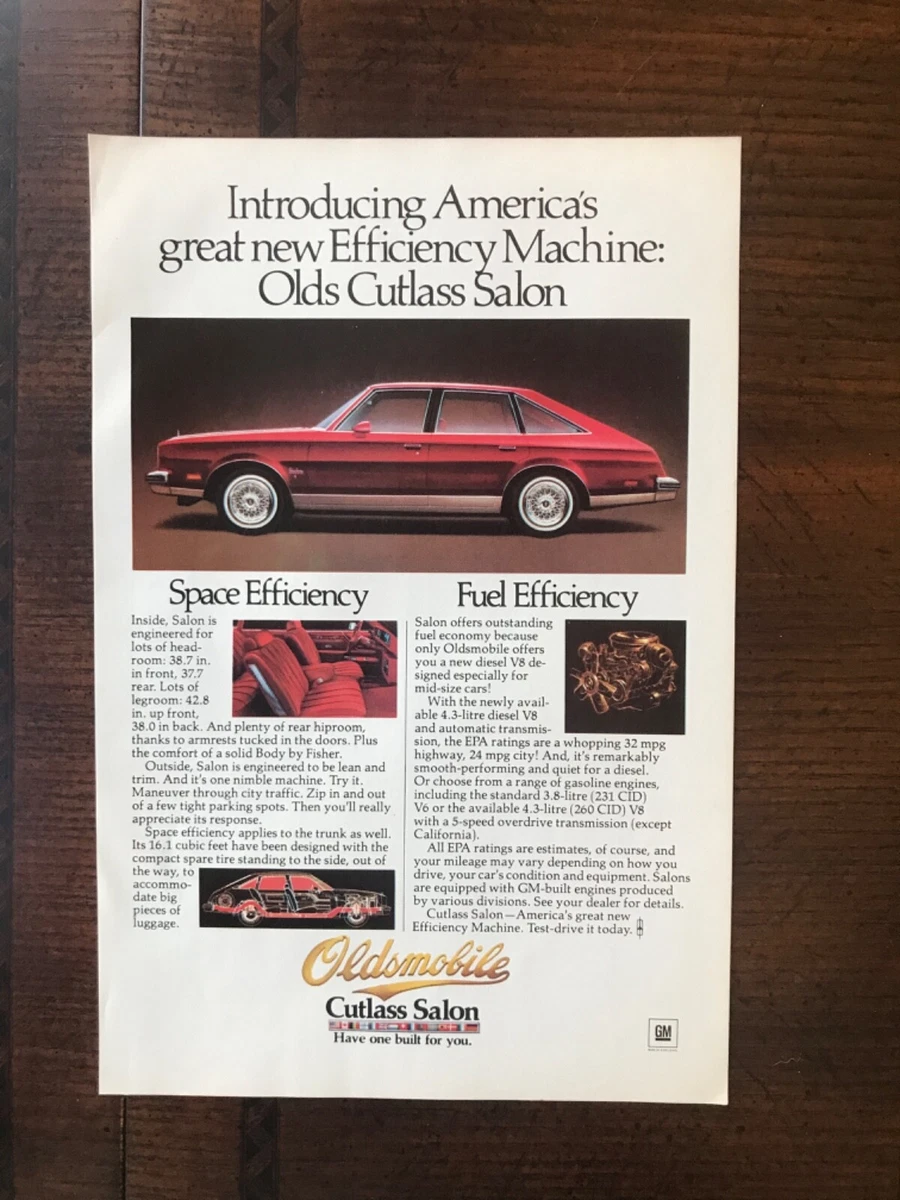 Introducing America's
great new Efficiency Machine:
Olds Cutlass Salon
Space Efficiency
Inside, Salon is
engineered for
lots of head-
room: 38.7 in.
in front, 37.7
rear. Lots of
legroom: 42.8
in. up front,
38.0 in back. And plenty of rear hiproom,
thanks to armrests tucked in the doors. Plus
the comfort of a solid Body by Fisher.
Outside, Salon is engineered to be lean and
trim. And it's one nimble machine. Try it.
Maneuver through city traffic. Zip in and out
of a few tight parking spots. Then you'll really
appreciate its response.
Space efficiency applies to the trunk as well.
Its 16.1 cubic feet have been designed with the
compact spare tire standing to the side, out of
the way, to
accommo-
date big
pieces of
luggage.
Fuel Efficiency
Salon offers outstanding
fuel economy because
only Oldsmobile offers
you a new diesel V8 de-
signed especially for
mid-size cars!
With the newly avail-
able 4.3-litre diesel V8
and automatic transmis-
sion, the EPA ratings are a whopping 32 mpg
highway, 24 mpg city! And, it's remarkably
smooth-performing and quiet for a diesel.
Or choose from a range of gasoline engines,
including the standard 3.8-litre (231 CID)
V6 or the available 4.3-litre (260 CID) V8
with a 5-speed overdrive transmission (except
California).
All EPA ratings are estimates, of course, and
your mileage may vary depending on how you
drive, your car's condition and equipment. Salons
are equipped with GM-built engines produced
by various divisions. See your dealer for details.
Cutlass Salon—America's great new
Efficiency Machine. Test-drive it today.
Oldsmobile
Cutlass Salon
Have one built for you.
GM